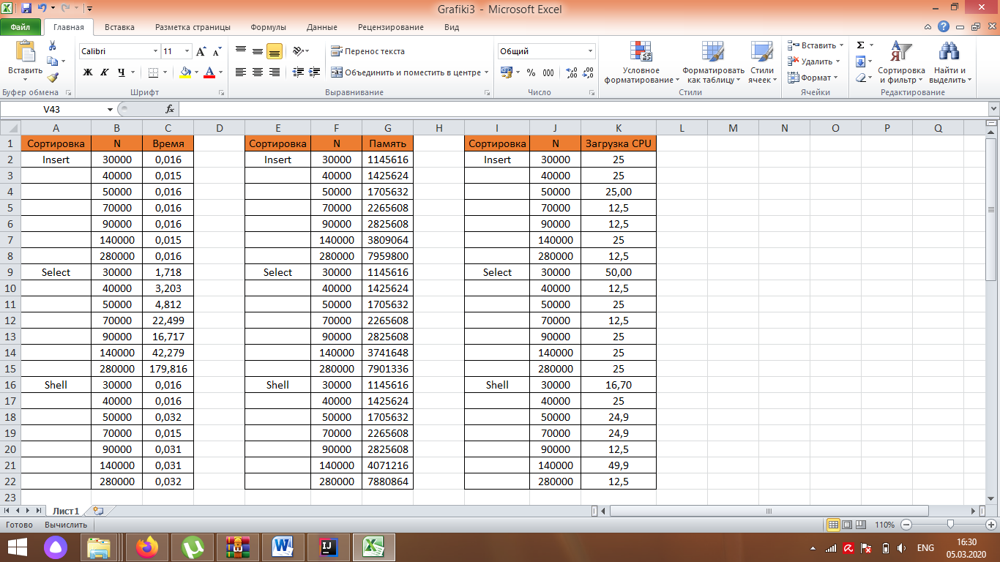 Grafiki3 - Microsoft Excel
Файл Главная Вставка Разметка страницы Формулы Данные Рецензирование Вид
Calibri 11 Перенос текста Общий Вставить Σ
Вставить Ж К Ч Объединить и поместить в центре % 000 Условное форматирование Форматировать как таблицу Стили ячеек Удалить Формат Сортировка и фильтр Найти и выделить
Буфер обмена Шрифт Выравнивание Число Стили Ячейки Редактирование
V43 fx
A B C D E F G H I J K L M N O P Q
1 Сортировка N Время Сортировка N Память Сортировка N Загрузка CPU
2 Insert 30000 0,016 Insert 30000 1145616 Insert 30000 25
3 40000 0,015 40000 1425624 40000 25
4 50000 0,016 50000 1705632 50000 25,00
5 70000 0,016 70000 2265608 70000 12,5
6 90000 0,016 90000 2825608 90000 12,5
7 140000 0,015 140000 3809064 140000 25
8 280000 0,016 280000 7959800 280000 12,5
9 Select 30000 1,718 Select 30000 1145616 Select 30000 50,00
10 40000 3,203 40000 1425624 40000 12,5
11 50000 4,812 50000 1705632 50000 25
12 70000 22,499 70000 2265608 70000 12,5
13 90000 16,717 90000 2825608 90000 25
14 140000 42,279 140000 3741648 140000 25
15 280000 179,816 280000 7901336 280000 25
16 Shell 30000 0,016 Shell 30000 1145616 Shell 30000 16,70
17 40000 0,016 40000 1425624 40000 25
18 50000 0,032 50000 1705632 50000 24,9
19 70000 0,015 70000 2265608 70000 24,9
20 90000 0,031 90000 2825608 90000 12,5
21 140000 0,031 140000 4071216 140000 49,9
22 280000 0,032 280000 7880864 280000 12,5
23
Лист1
Готово Вычислить 110%
ENG 16:30
05.03.2020